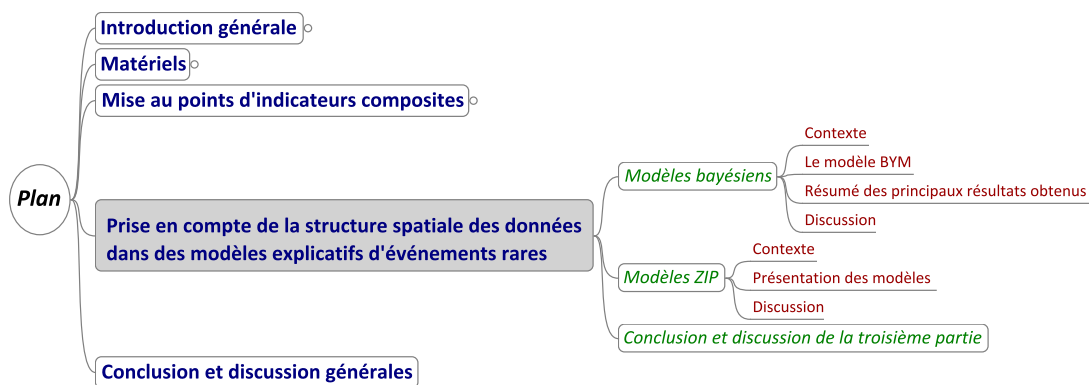 Plan
Introduction générale
Matériels
Mise au points d'indicateurs composites
Prise en compte de la structure spatiale des données
dans des modèles explicatifs d'événements rares
Modèles bayésiens
Contexte
Le modèle BYM
Résumé des principaux résultats obtenus
Discussion
Modèles ZIP
Contexte
Présentation des modèles
Discussion
Conclusion et discussion de la troisième partie
Conclusion et discussion générales